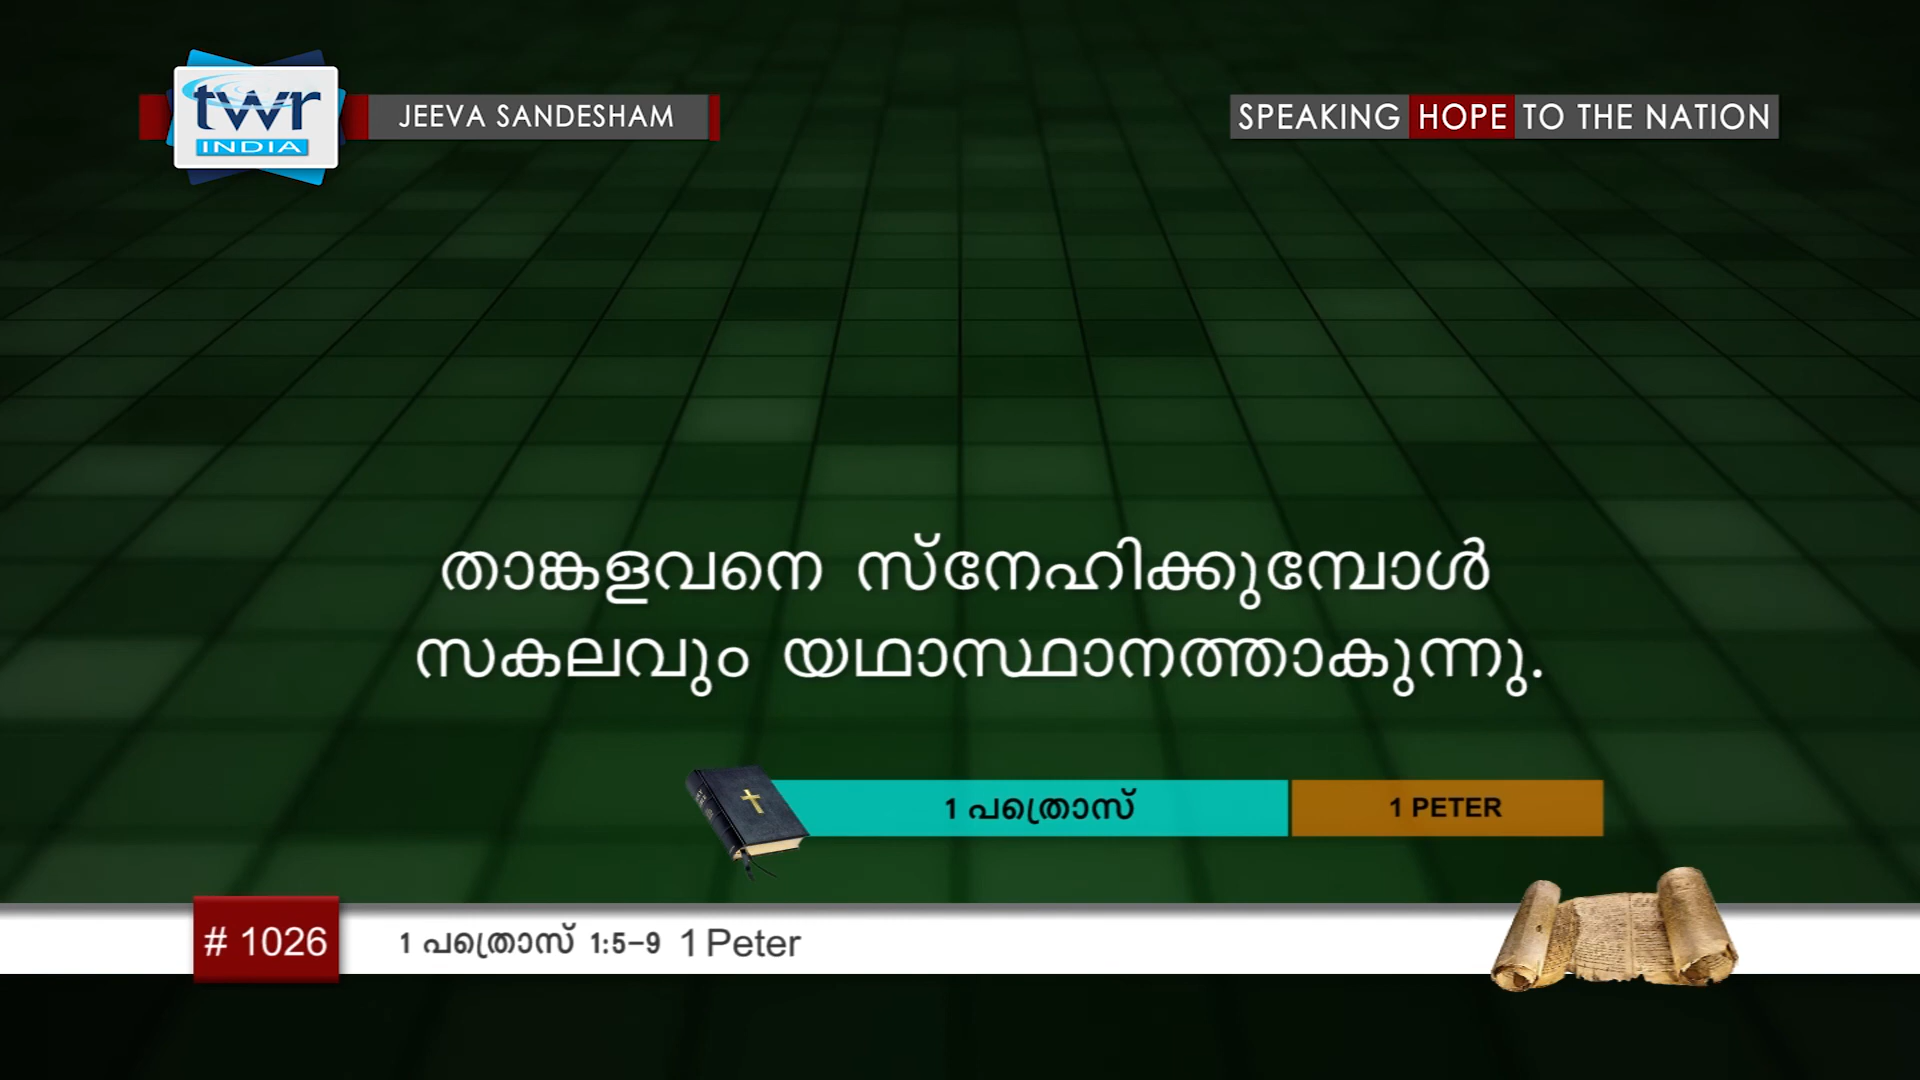 twr
INDIA
JEEVA SANDESHAM
SPEAKING HOPE TO THE NATION
താങ്കളവനെ സ്നേഹിക്കുമ്പോൾ
സകലവും യഥാസ്ഥാനത്താകുന്നു.
1 പത്രൊസ്
1 PETER
# 1026
1 പത്രൊസ് 1:5-9 1 Peter